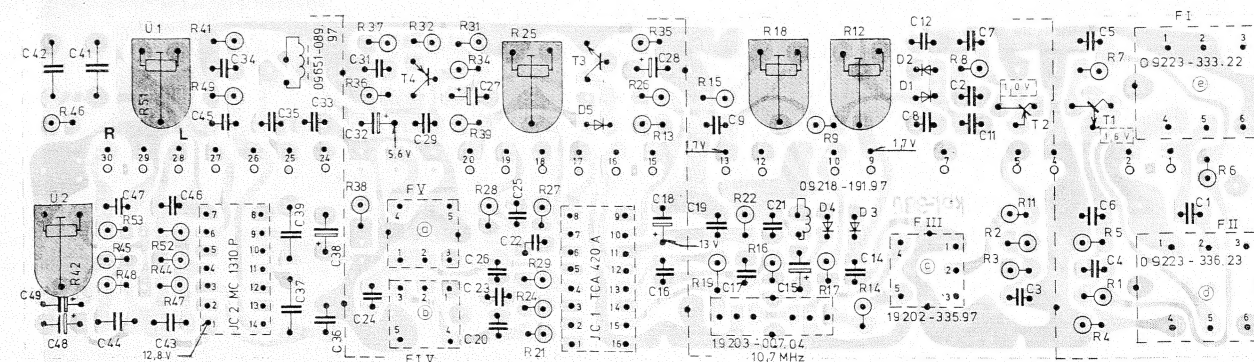 F I
Ü1
R41
09651-089.
97
R37
R32
R31
R25
R35
R18
R12
C12
C7
C5
1 2 3
C42
C41
C34
C31
T4
R34
T3
C28
R15
D2
R8
R7
09223-333.22
R51
R49
R36
C27
R26
D1
C2
1,0V
e
R46
C45
C35
C33
C32
C29
R39
D5
R13
C9
R9
C8
C11
T2
T1
4 5 6
R
L
5,6V
1,7V
1,7V
1,6V
30 29 28 27 26 25 24 20 19 18 17 16 15 13 12 10 9 7 5 4 2 1
R6
Ü2
C47
C46
R38
F V
R28
C25
R27
C18
09218-191.97
R53
7 8
C39
4 5
8 9
C19
R22
C21
D4
D3
R11
C6
C1
F II
R45
R52
6 9
c
C22
7 10
F III
R2
R5
1 2 3
R42
R48
R44
5 10
C38
1 2 3
C26
R29
6 11
13V
R16
C14
4 1
R3
C4
09223-336.23
4 11
3 2 1
C23
5 12
C16
R19
C17
C15
R17
R14
c 2
C49
R47
3 12
C37
C24
b
R24
4 13
5 3
C3
R1
d
2 13
3 14
C48
C44
C43
1 14
JC 2 MC 1310 P
C36
5 4
C20
R21
2 15
1 16
JC 1 TCA 420 A
19202-335.97
R4
4 5 6
12,8V
F IV
19203-007.04
10,7 MHz